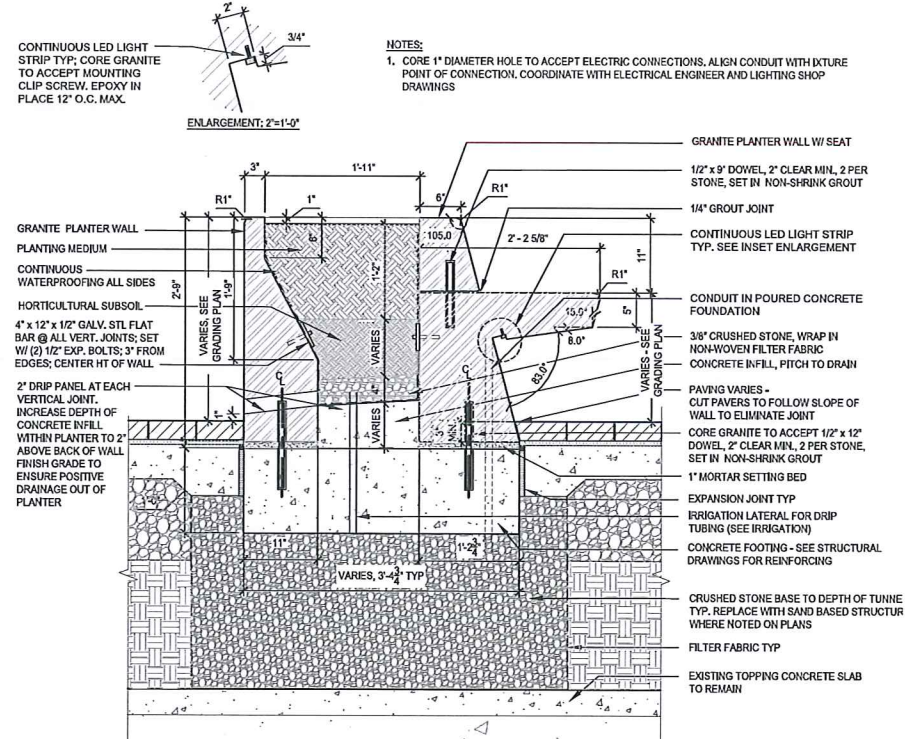 2"
3/4"
CONTINUOUS LED LIGHT
STRIP TYP; CORE GRANITE
TO ACCEPT MOUNTING
CLIP SCREW. EPOXY IN
PLACE 12" O.C. MAX.
ENLARGEMENT; 2"=1'-0"
NOTES:
1. CORE 1" DIAMETER HOLE TO ACCEPT ELECTRIC CONNECTIONS. ALIGN CONDUIT WITH IXTURE
POINT OF CONNECTION. COORDINATE WITH ELECTRICAL ENGINEER AND LIGHTING SHOP
DRAWINGS
GRANITE PLANTER WALL
PLANTING MEDIUM
CONTINUOUS
WATERPROOFING ALL SIDES
HORTICULTURAL SUBSOIL
4" x 12" x 1/2" GALV. STL FLAT
BAR @ ALL VERT. JOINTS; SET
W/ (2) 1/2" EXP. BOLTS; 3" FROM
EDGES; CENTER HT OF WALL
2" DRIP PANEL AT EACH
VERTICAL JOINT.
INCREASE DEPTH OF
CONCRETE INFILL
WITHIN PLANTER TO 2"
ABOVE BACK OF WALL
FINISH GRADE TO
ENSURE POSITIVE
DRAINAGE OUT OF
PLANTER
3"
1'-11"
R1"
1"
6"
6"
R1"
105.0
2' - 2 5/8"
R1"
11"
2'-9"
VARIES, SEE
GRADING PLAN
1'-9"
1'-2"
VARIES
4"
VARIES
15.0°
8.0°
83.0°
5"
VARIES - SEE
GRADING PLAN
CL
CL
1"
2"
MIN.
1'-0"
11"
1'-2 3/4"
VARIES, 3'-4 3/4" TYP
GRANITE PLANTER WALL W/ SEAT
1/2" x 9" DOWEL, 2" CLEAR MIN., 2 PER
STONE, SET IN NON-SHRINK GROUT
1/4" GROUT JOINT
CONTINUOUS LED LIGHT STRIP
TYP. SEE INSET ENLARGEMENT
CONDUIT IN POURED CONCRETE
FOUNDATION
3/8" CRUSHED STONE, WRAP IN
NON-WOVEN FILTER FABRIC
CONCRETE INFILL, PITCH TO DRAIN
PAVING VARIES -
CUT PAVERS TO FOLLOW SLOPE OF
WALL TO ELIMINATE JOINT
CORE GRANITE TO ACCEPT 1/2" x 12"
DOWEL, 2" CLEAR MIN., 2 PER STONE,
SET IN NON-SHRINK GROUT
1" MORTAR SETTING BED
EXPANSION JOINT TYP
IRRIGATION LATERAL FOR DRIP
TUBING (SEE IRRIGATION)
CONCRETE FOOTING - SEE STRUCTURAL
DRAWINGS FOR REINFORCING
CRUSHED STONE BASE TO DEPTH OF TUNNE
TYP. REPLACE WITH SAND BASED STRUCTUR
WHERE NOTED ON PLANS
FILTER FABRIC TYP
EXISTING TOPPING CONCRETE SLAB
TO REMAIN